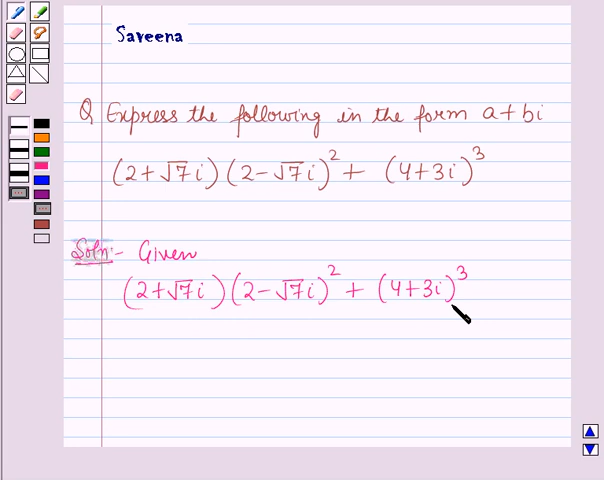 Saveena
Q Express the following in the form a+bi
(2+√7i)(2-√7i)² + (4+3i)³
Soln:- Given
(2+√7i)(2-√7i)² + (4+3i)³